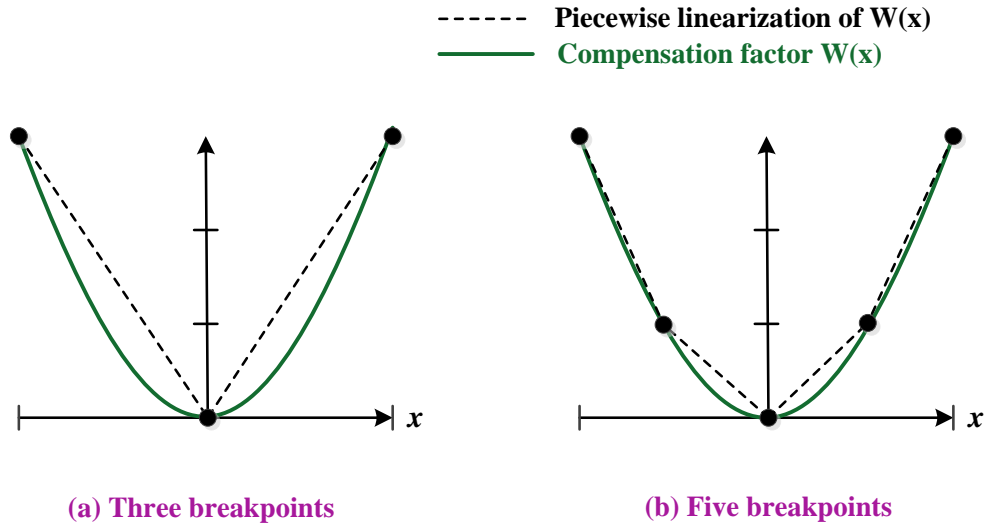 Piecewise linearization of W(x)
Compensation factor W(x)
x
x
(a) Three breakpoints
(b) Five breakpoints